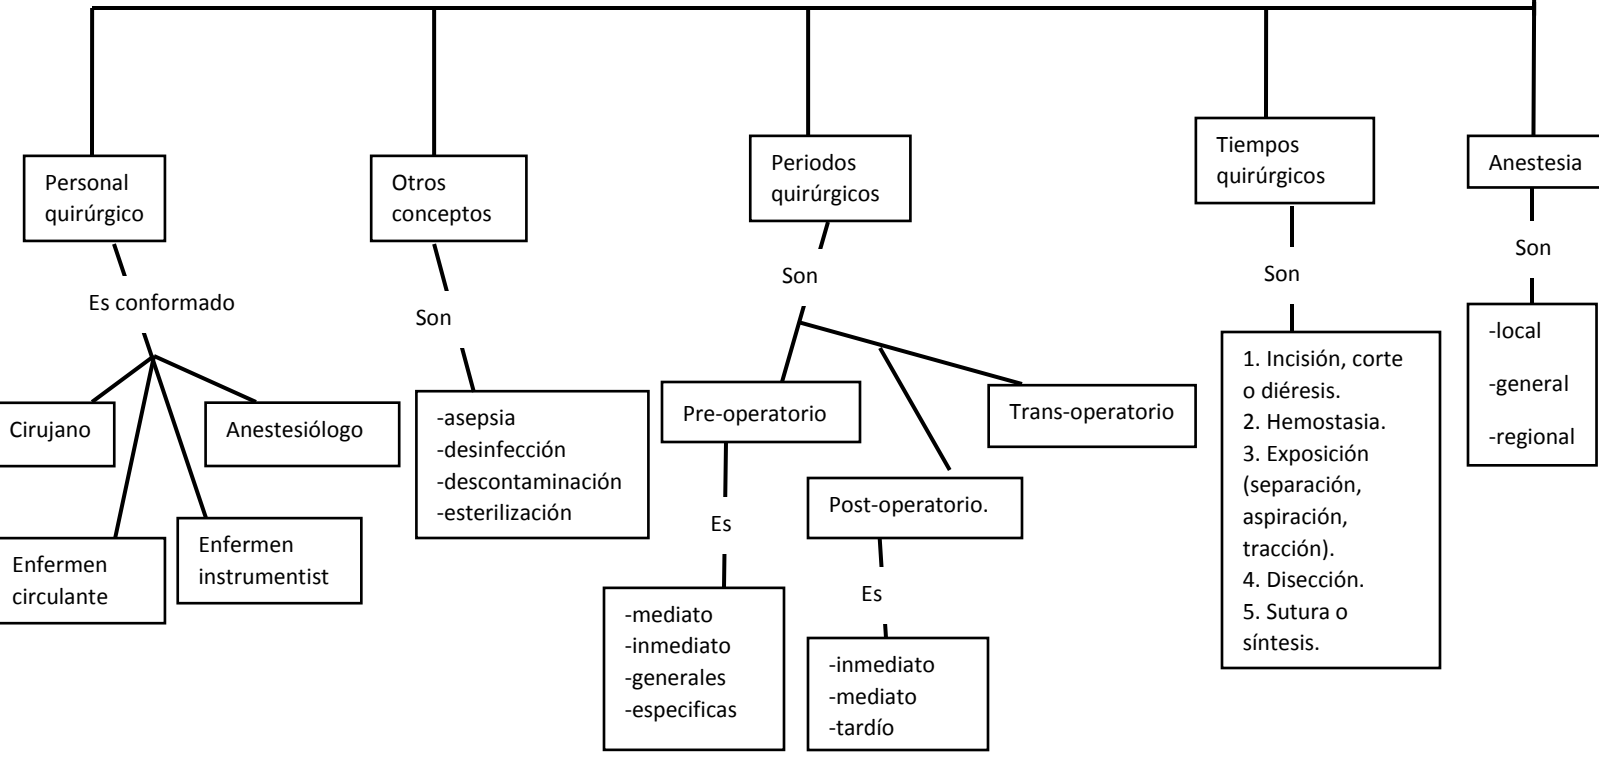 Personal
quirúrgico
Es conformado
Cirujano
Anestesiólogo
Enfermen
circulante
Enfermen
instrumentist
Otros
conceptos
Son
-asepsia
-desinfección
-descontaminación
-esterilización
Periodos
quirúrgicos
Son
Pre-operatorio
Trans-operatorio
Es
Post-operatorio.
-mediato
-inmediato
-generales
-especificas
Es
-inmediato
-mediato
-tardío
Tiempos
quirúrgicos
Son
1. Incisión, corte
o diéresis.
2. Hemostasia.
3. Exposición
(separación,
aspiración,
tracción).
4. Disección.
5. Sutura o
síntesis.
Anestesia
Son
-local
-general
-regional